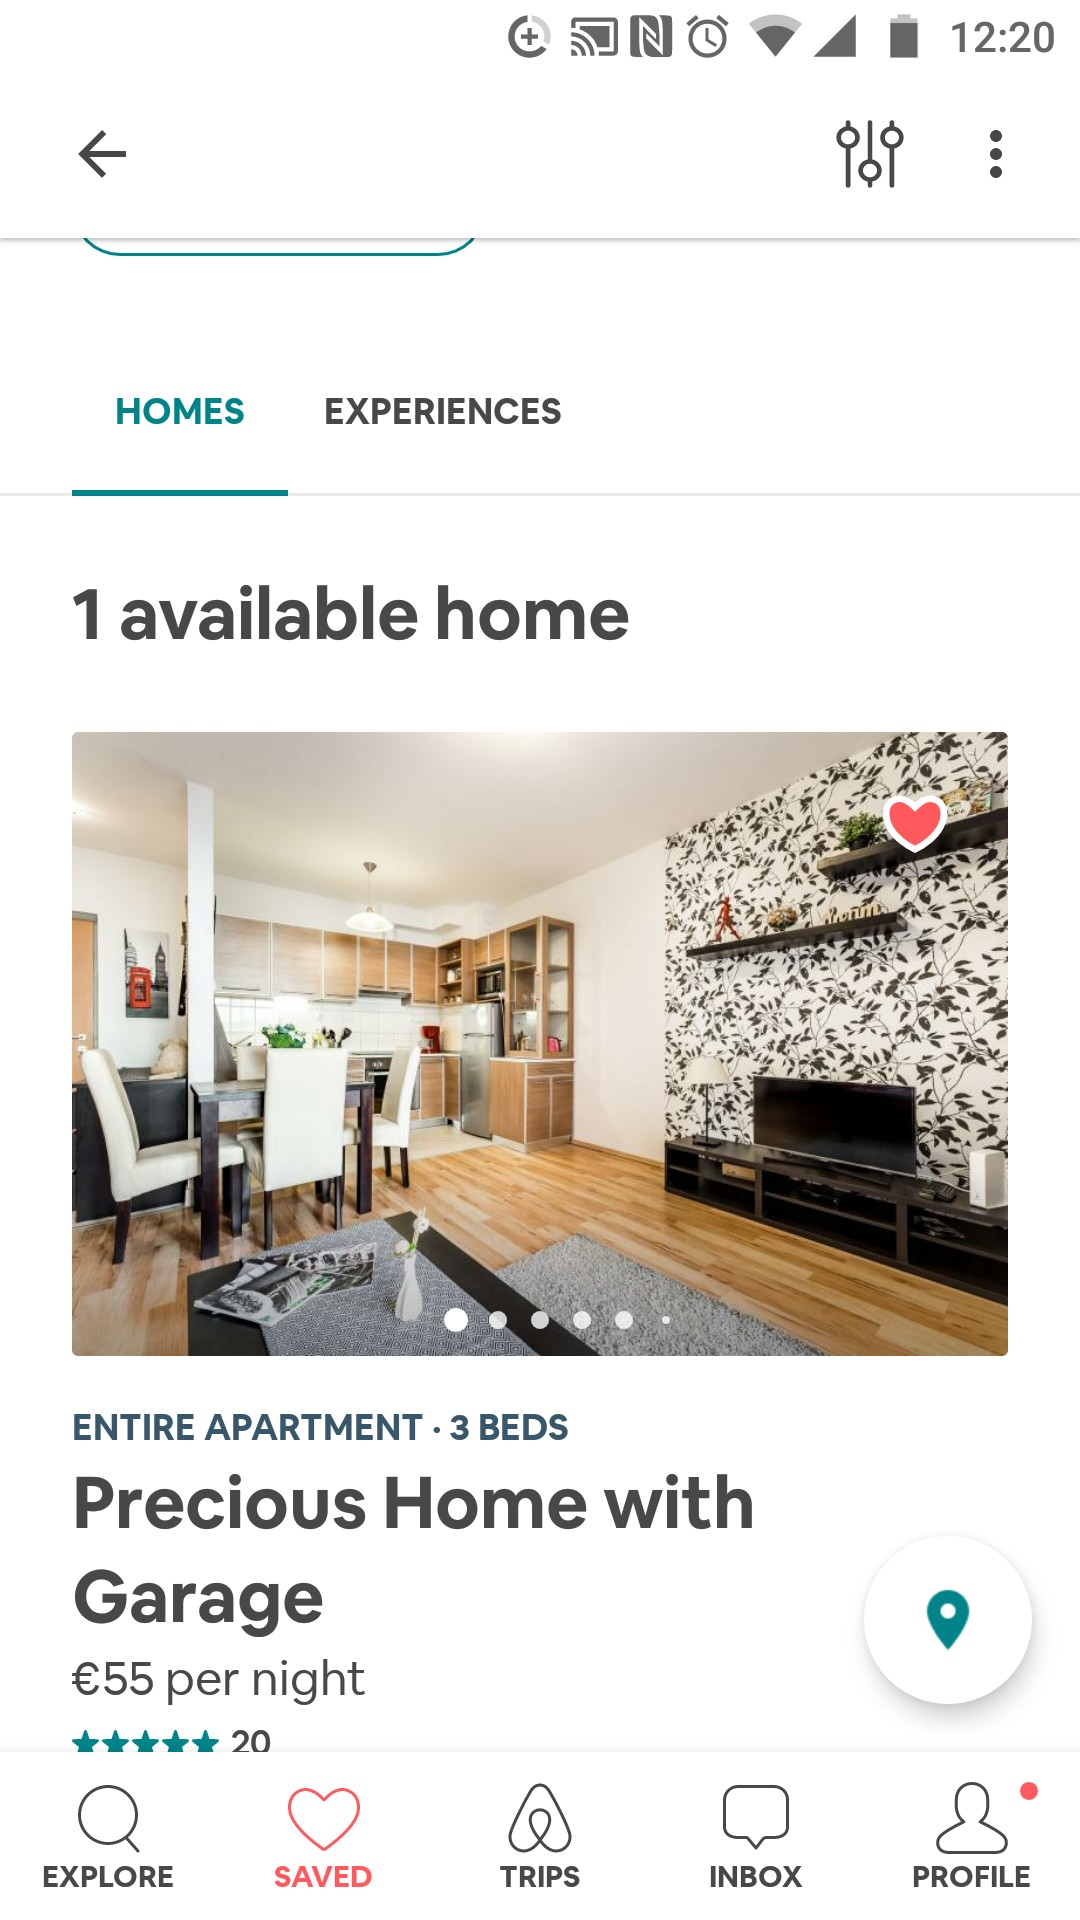 12:20
HOMES EXPERIENCES
1 available home
ENTIRE APARTMENT · 3 BEDS
Precious Home with
Garage
€55 per night
20
EXPLORE SAVED TRIPS INBOX PROFILE